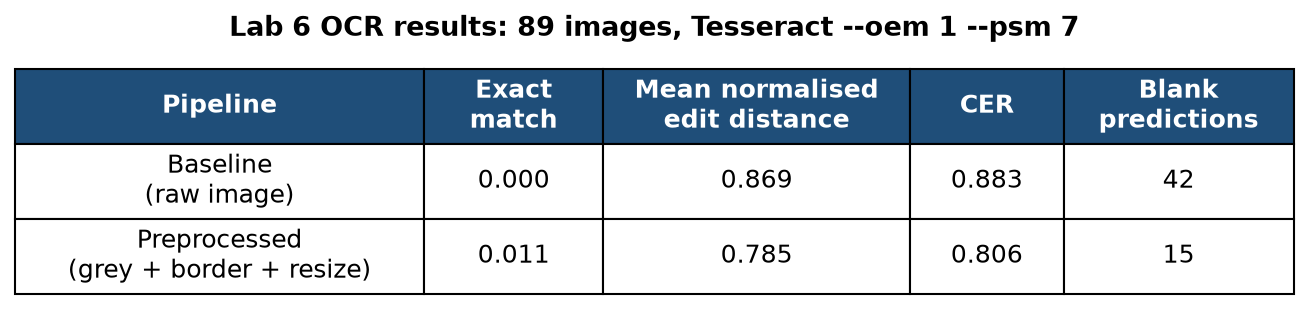 Lab 6 OCR results: 89 images, Tesseract --oem 1 --psm 7
Pipeline Exact match Mean normalised edit distance CER Blank predictions
Baseline (raw image) 0.000 0.869 0.883 42
Preprocessed (grey + border + resize) 0.011 0.785 0.806 15